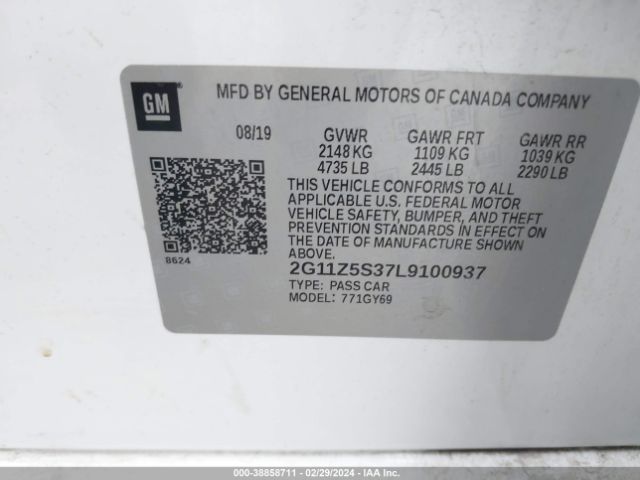 GM
MFD BY GENERAL MOTORS OF CANADA COMPANY
08/19 GVWR GAWR FRT GAWR RR
2148 KG 1109 KG 1039 KG
4735 LB 2445 LB 2290 LB
THIS VEHICLE CONFORMS TO ALL
APPLICABLE U.S. FEDERAL MOTOR
VEHICLE SAFETY, BUMPER, AND THEFT
PREVENTION STANDARDS IN EFFECT ON
THE DATE OF MANUFACTURE SHOWN
ABOVE.
8624
2G11Z5S37L9100937
TYPE: PASS CAR
MODEL: 771GY69
000-38858711 - 02/29/2024 - IAA Inc.